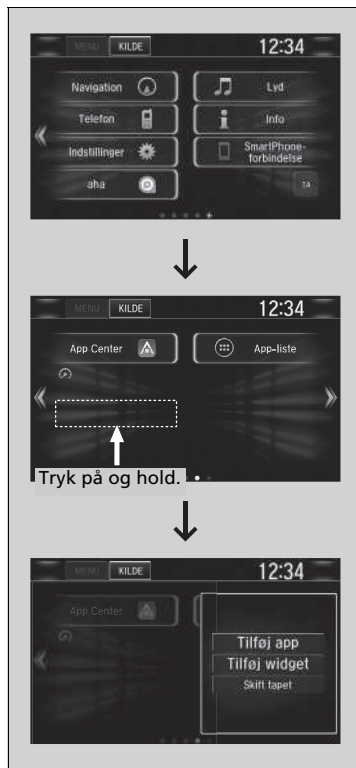 MENU KILDE 12:34
Navigation Lyd
Telefon Info
Indstillinger SmartPhone-
forbindelse
aha TA
MENU KILDE 12:34
App Center App-liste
Tryk på og hold.
MENU KILDE 12:34
App Center
Tilføj app
Tilføj widget
Skift tapet